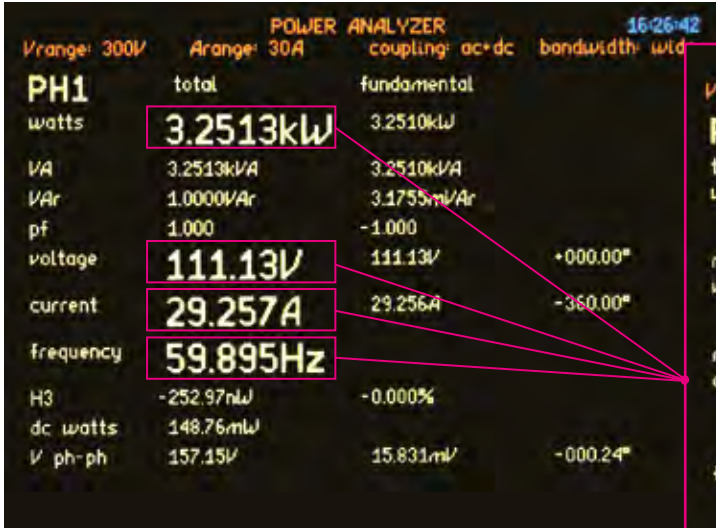 POWER ANALYZER 16:26:42
Vrange: 300V Arange: 30A coupling: ac+dc bandwidth: wide
PH1 total fundamental
watts 3.2513kW 3.2510kW
VA 3.2513kVA 3.2510kVA
VAr 1.0000VAr 3.1755mVAr
pf 1.000 -1.000
voltage 111.13V 111.13V +000.00°
current 29.257A 29.256A -360.00°
frequency 59.895Hz
H3 -252.97nW -0.000%
dc watts 148.76mW
V ph-ph 157.15V 15.831mV -000.24°